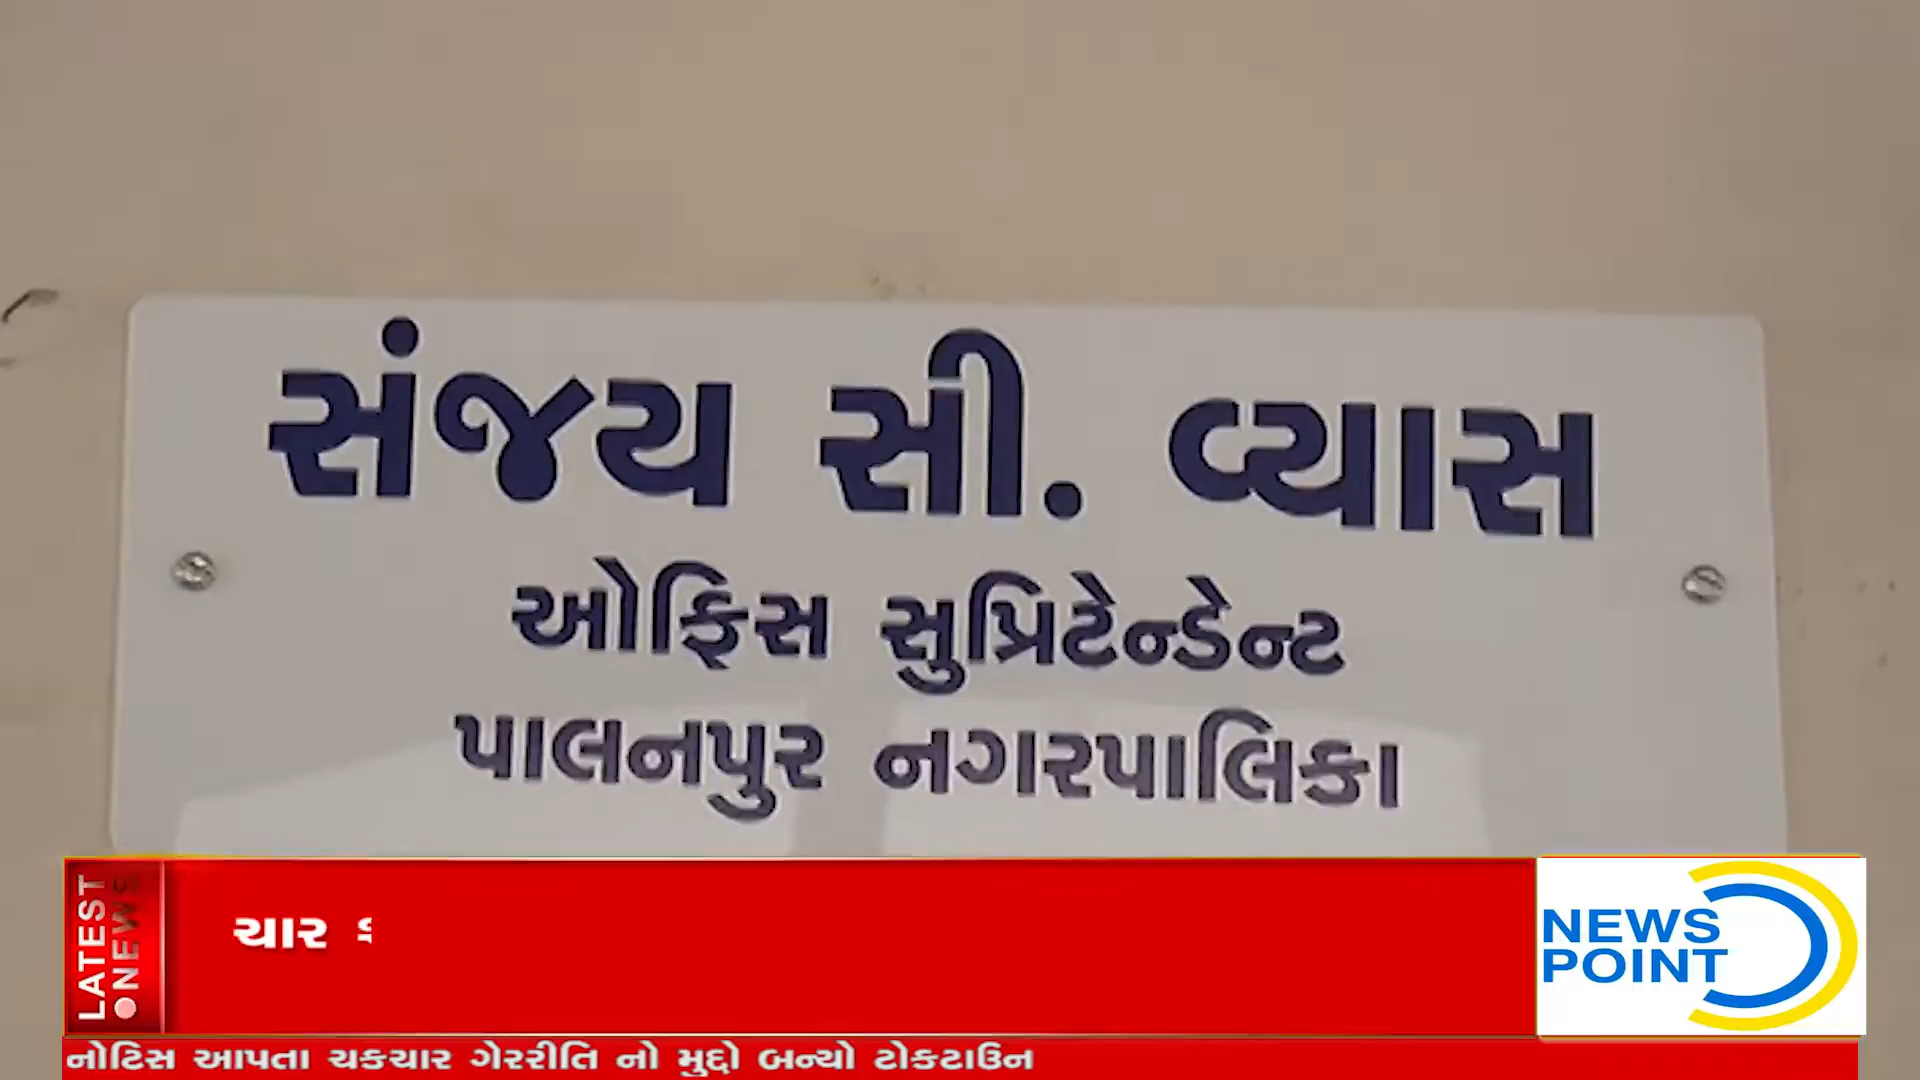 સંજય સી. વ્યાસ
ઓફિસ સુપ્રિટેન્ડેન્ટ
પાલનપુર નગરપાલિકા
LATEST
NEWS
ચાર
NEWS
POINT
નોટિસ આપતા ચકચાર ગેરરીતિ નો મુદ્દો બન્યો ટોકટાઉન